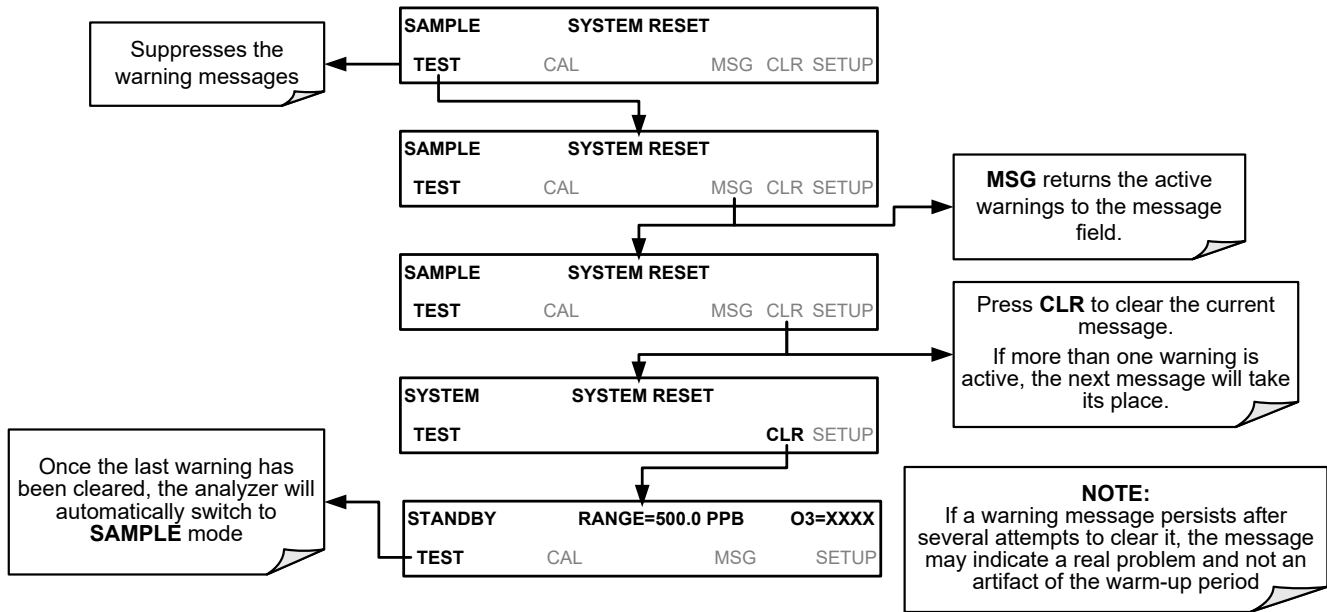 Suppresses the
warning messages
SAMPLE SYSTEM RESET
TEST CAL MSG CLR SETUP
SAMPLE SYSTEM RESET
TEST CAL MSG CLR SETUP
MSG returns the active
warnings to the message
field.
SAMPLE SYSTEM RESET
TEST CAL MSG CLR SETUP
Press CLR to clear the current
message.
If more than one warning is
active, the next message will take
its place.
SYSTEM SYSTEM RESET
TEST CLR SETUP
Once the last warning has
been cleared, the analyzer will
automatically switch to
SAMPLE mode
STANDBY RANGE=500.0 PPB O3=XXXX
TEST CAL MSG SETUP
NOTE:
If a warning message persists after
several attempts to clear it, the message
may indicate a real problem and not an
artifact of the warm-up period